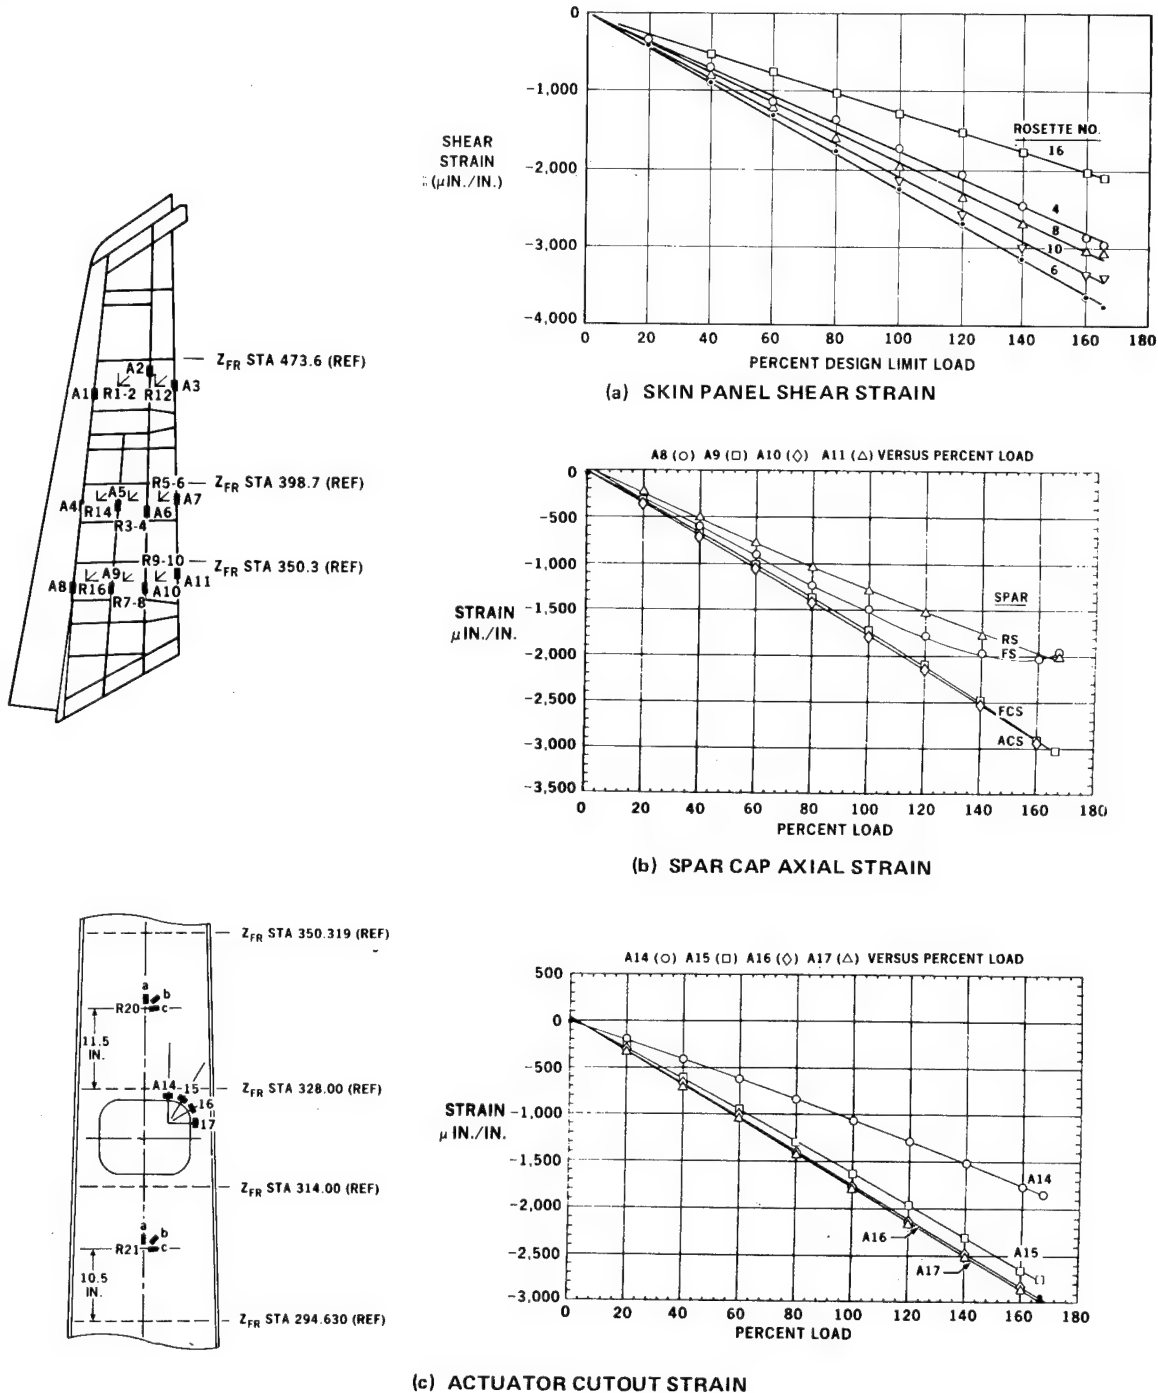 0
-1,000
-2,000
-3,000
-4,000
SHEAR
STRAIN
(μIN./IN.)
ROSETTE NO.
16
4
8
10
6
0 20 40 60 80 100 120 140 160 180
PERCENT DESIGN LIMIT LOAD
(a) SKIN PANEL SHEAR STRAIN
Z_FR STA 473.6 (REF)
A2
A1 R1-2 R12 A3
R5-6 Z_FR STA 398.7 (REF)
A5
A4 R14 A6 A7
R3-4
R9-10 Z_FR STA 350.3 (REF)
A9 A11
A8 R16 A10
R7-8
A8 (○) A9 (□) A10 (◇) A11 (△) VERSUS PERCENT LOAD
0
-500
-1,000
-1,500
-2,000
-2,500
-3,000
-3,500
STRAIN
μ IN./IN.
SPAR
RS
FS
FCS
ACS
0 20 40 60 80 100 120 140 160 180
PERCENT LOAD
(b) SPAR CAP AXIAL STRAIN
Z_FR STA 350.319 (REF)
a
b
R20 c
11.5
IN.
Z_FR STA 328.00 (REF)
A14 15
16
17
Z_FR STA 314.00 (REF)
a
b
R21 c
10.5
IN.
Z_FR STA 294.630 (REF)
A14 (○) A15 (□) A16 (◇) A17 (△) VERSUS PERCENT LOAD
500
0
-500
-1,000
-1,500
-2,000
-2,500
-3,000
STRAIN
μ IN./IN.
A14
A15
A16
A17
0 20 40 60 80 100 120 140 160 180
PERCENT LOAD
(c) ACTUATOR CUTOUT STRAIN